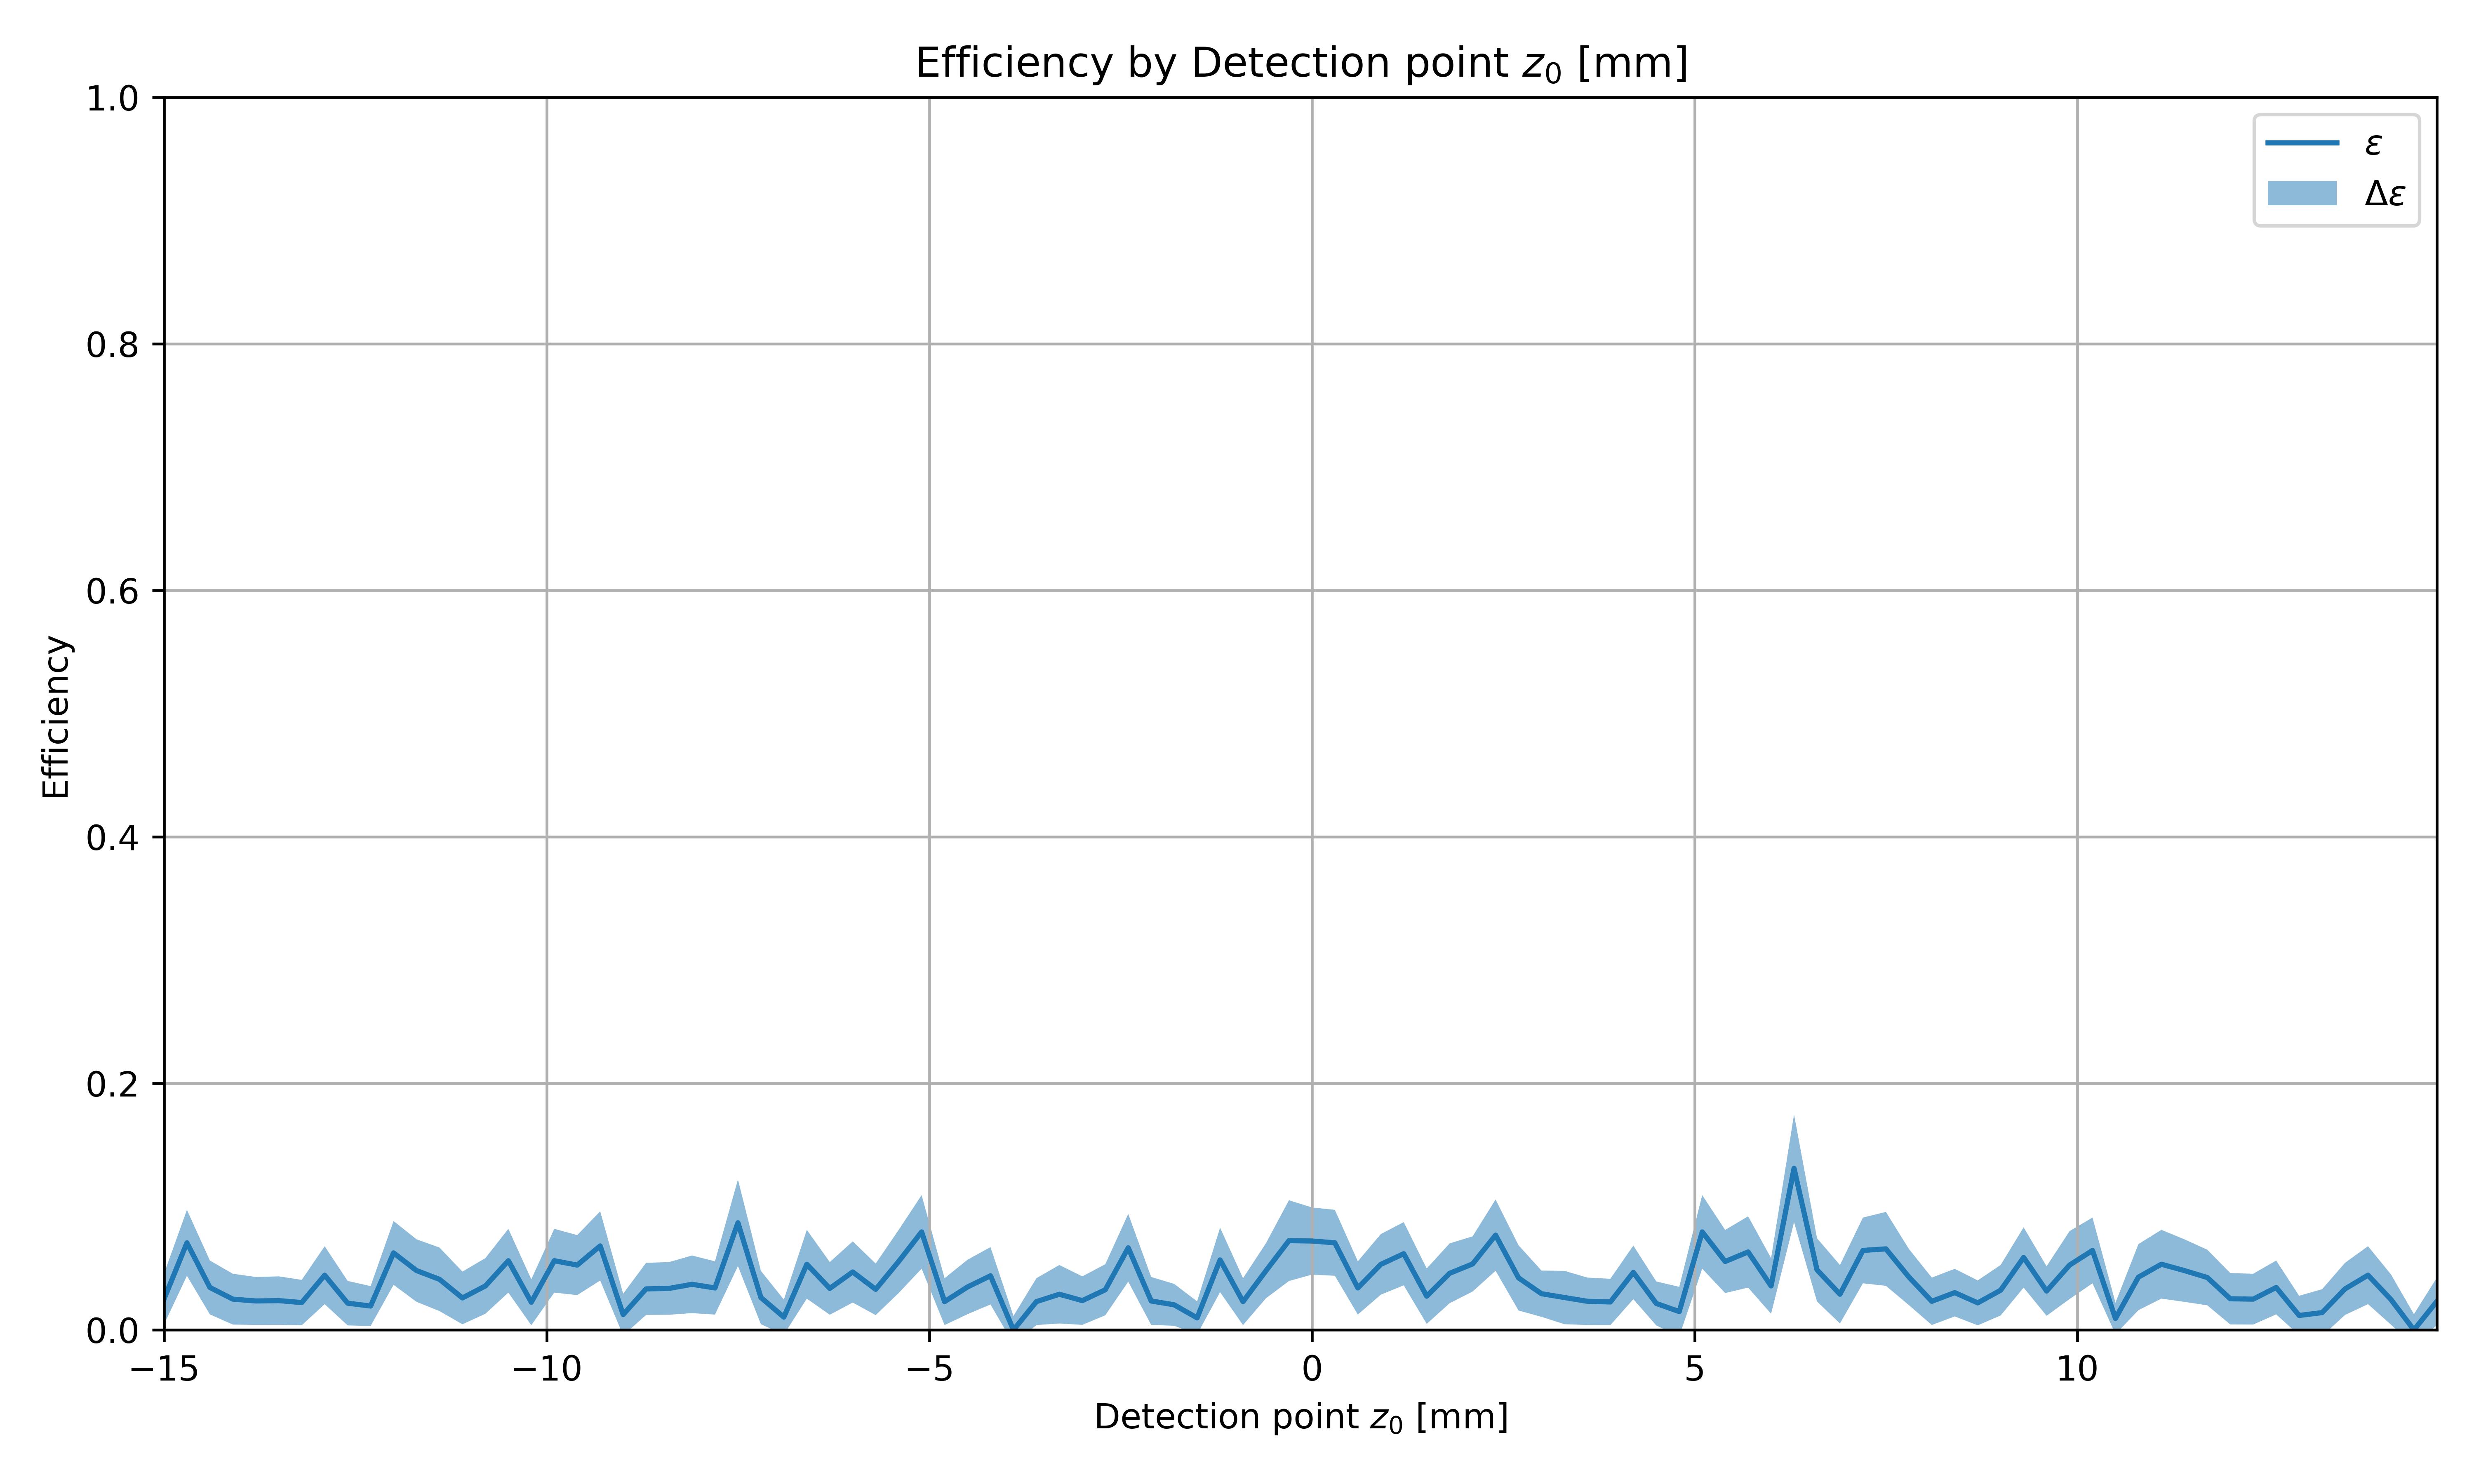 Efficiency by Detection point z₀ [mm]
1.0
0.8
0.6
0.4
0.2
0.0
Efficiency
ε
Δε
−15
−10
−5
0
5
10
Detection point z₀ [mm]